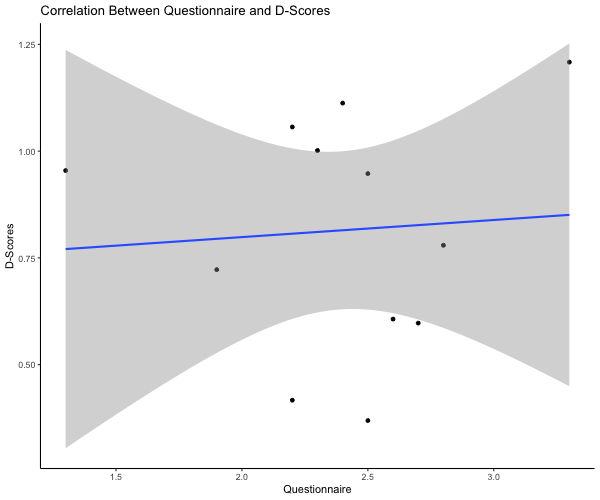 Correlation Between Questionnaire and D-Scores
1.25
1.00
0.75
0.50
D-Scores
1.5 2.0 2.5 3.0
Questionnaire